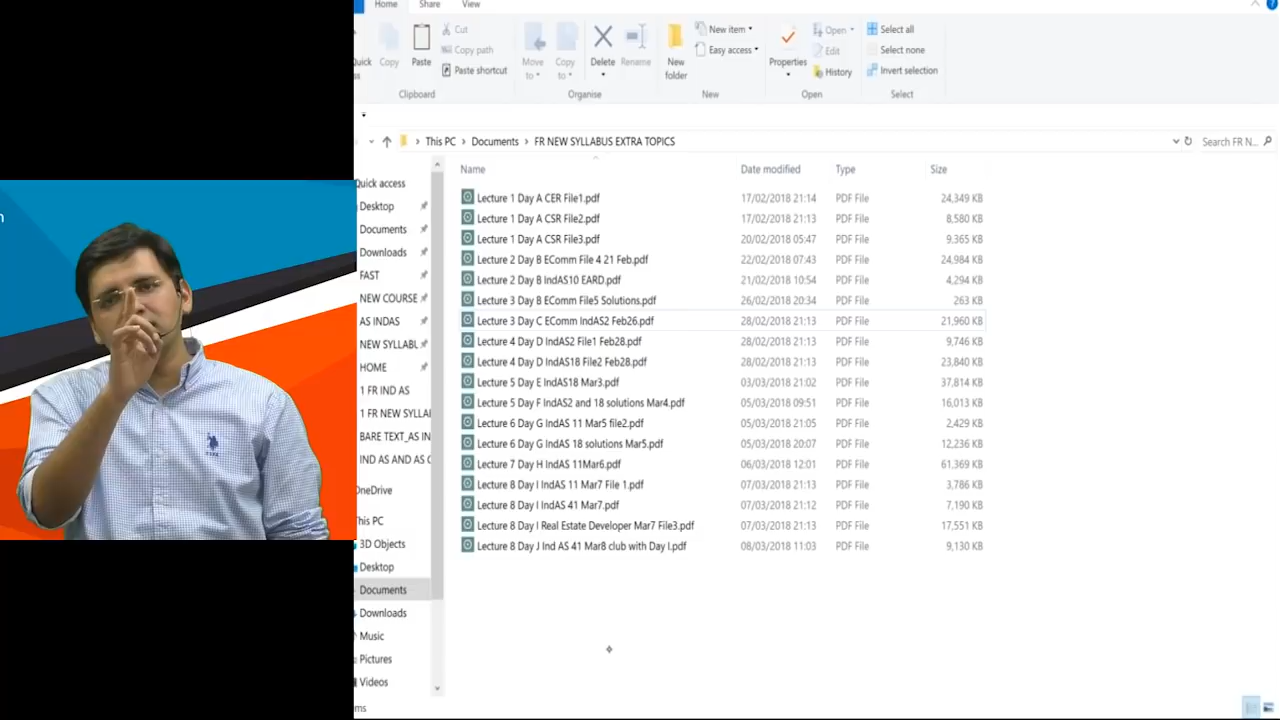 Home Share View
Cut
Copy path
Paste shortcut
Copy
Paste
Clipboard
Move to
Copy to
Delete
Rename
Organise
New folder
New item
Easy access
New
Properties
Open
Edit
History
Open
Select all
Select none
Invert selection
Select
This PC > Documents > FR NEW SYLLABUS EXTRA TOPICS
Search FR N...
Quick access
Desktop
Documents
Downloads
FAST
NEW COURSE
AS INDAS
NEW SYLLABU
HOME
1 FR IND AS
1 FR NEW SYLLA
BARE TEXT_AS IN
IND AS AND AS C
OneDrive
This PC
3D Objects
Desktop
Documents
Downloads
Music
Pictures
Videos
ms
Name Date modified Type Size
Lecture 1 Day A CER File1.pdf 17/02/2018 21:14 PDF File 24,349 KB
Lecture 1 Day A CSR File2.pdf 17/02/2018 21:13 PDF File 8,580 KB
Lecture 1 Day A CSR File3.pdf 20/02/2018 05:47 PDF File 9,365 KB
Lecture 2 Day B EComm File 4 21 Feb.pdf 22/02/2018 07:43 PDF File 24,984 KB
Lecture 2 Day B IndAS10 EARD.pdf 21/02/2018 10:54 PDF File 4,294 KB
Lecture 3 Day B EComm File5 Solutions.pdf 26/02/2018 20:34 PDF File 263 KB
Lecture 3 Day C EComm IndAS2 Feb26.pdf 28/02/2018 21:13 PDF File 21,960 KB
Lecture 4 Day D IndAS2 File1 Feb28.pdf 28/02/2018 21:13 PDF File 9,746 KB
Lecture 4 Day D IndAS18 File2 Feb28.pdf 28/02/2018 21:13 PDF File 23,840 KB
Lecture 5 Day E IndAS18 Mar3.pdf 03/03/2018 21:02 PDF File 37,814 KB
Lecture 5 Day F IndAS2 and 18 solutions Mar4.pdf 05/03/2018 09:51 PDF File 16,013 KB
Lecture 6 Day G IndAS 11 Mar5 file2.pdf 05/03/2018 21:05 PDF File 2,429 KB
Lecture 6 Day G IndAS 18 solutions Mar5.pdf 05/03/2018 20:07 PDF File 12,236 KB
Lecture 7 Day H IndAS 11Mar6.pdf 06/03/2018 12:01 PDF File 61,369 KB
Lecture 8 Day I IndAS 11 Mar7 File 1.pdf 07/03/2018 21:13 PDF File 3,786 KB
Lecture 8 Day I IndAS 41 Mar7.pdf 07/03/2018 21:12 PDF File 7,190 KB
Lecture 8 Day I Real Estate Developer Mar7 File3.pdf 07/03/2018 21:13 PDF File 17,551 KB
Lecture 8 Day J Ind AS 41 Mar8 club with Day I.pdf 08/03/2018 11:03 PDF File 9,130 KB